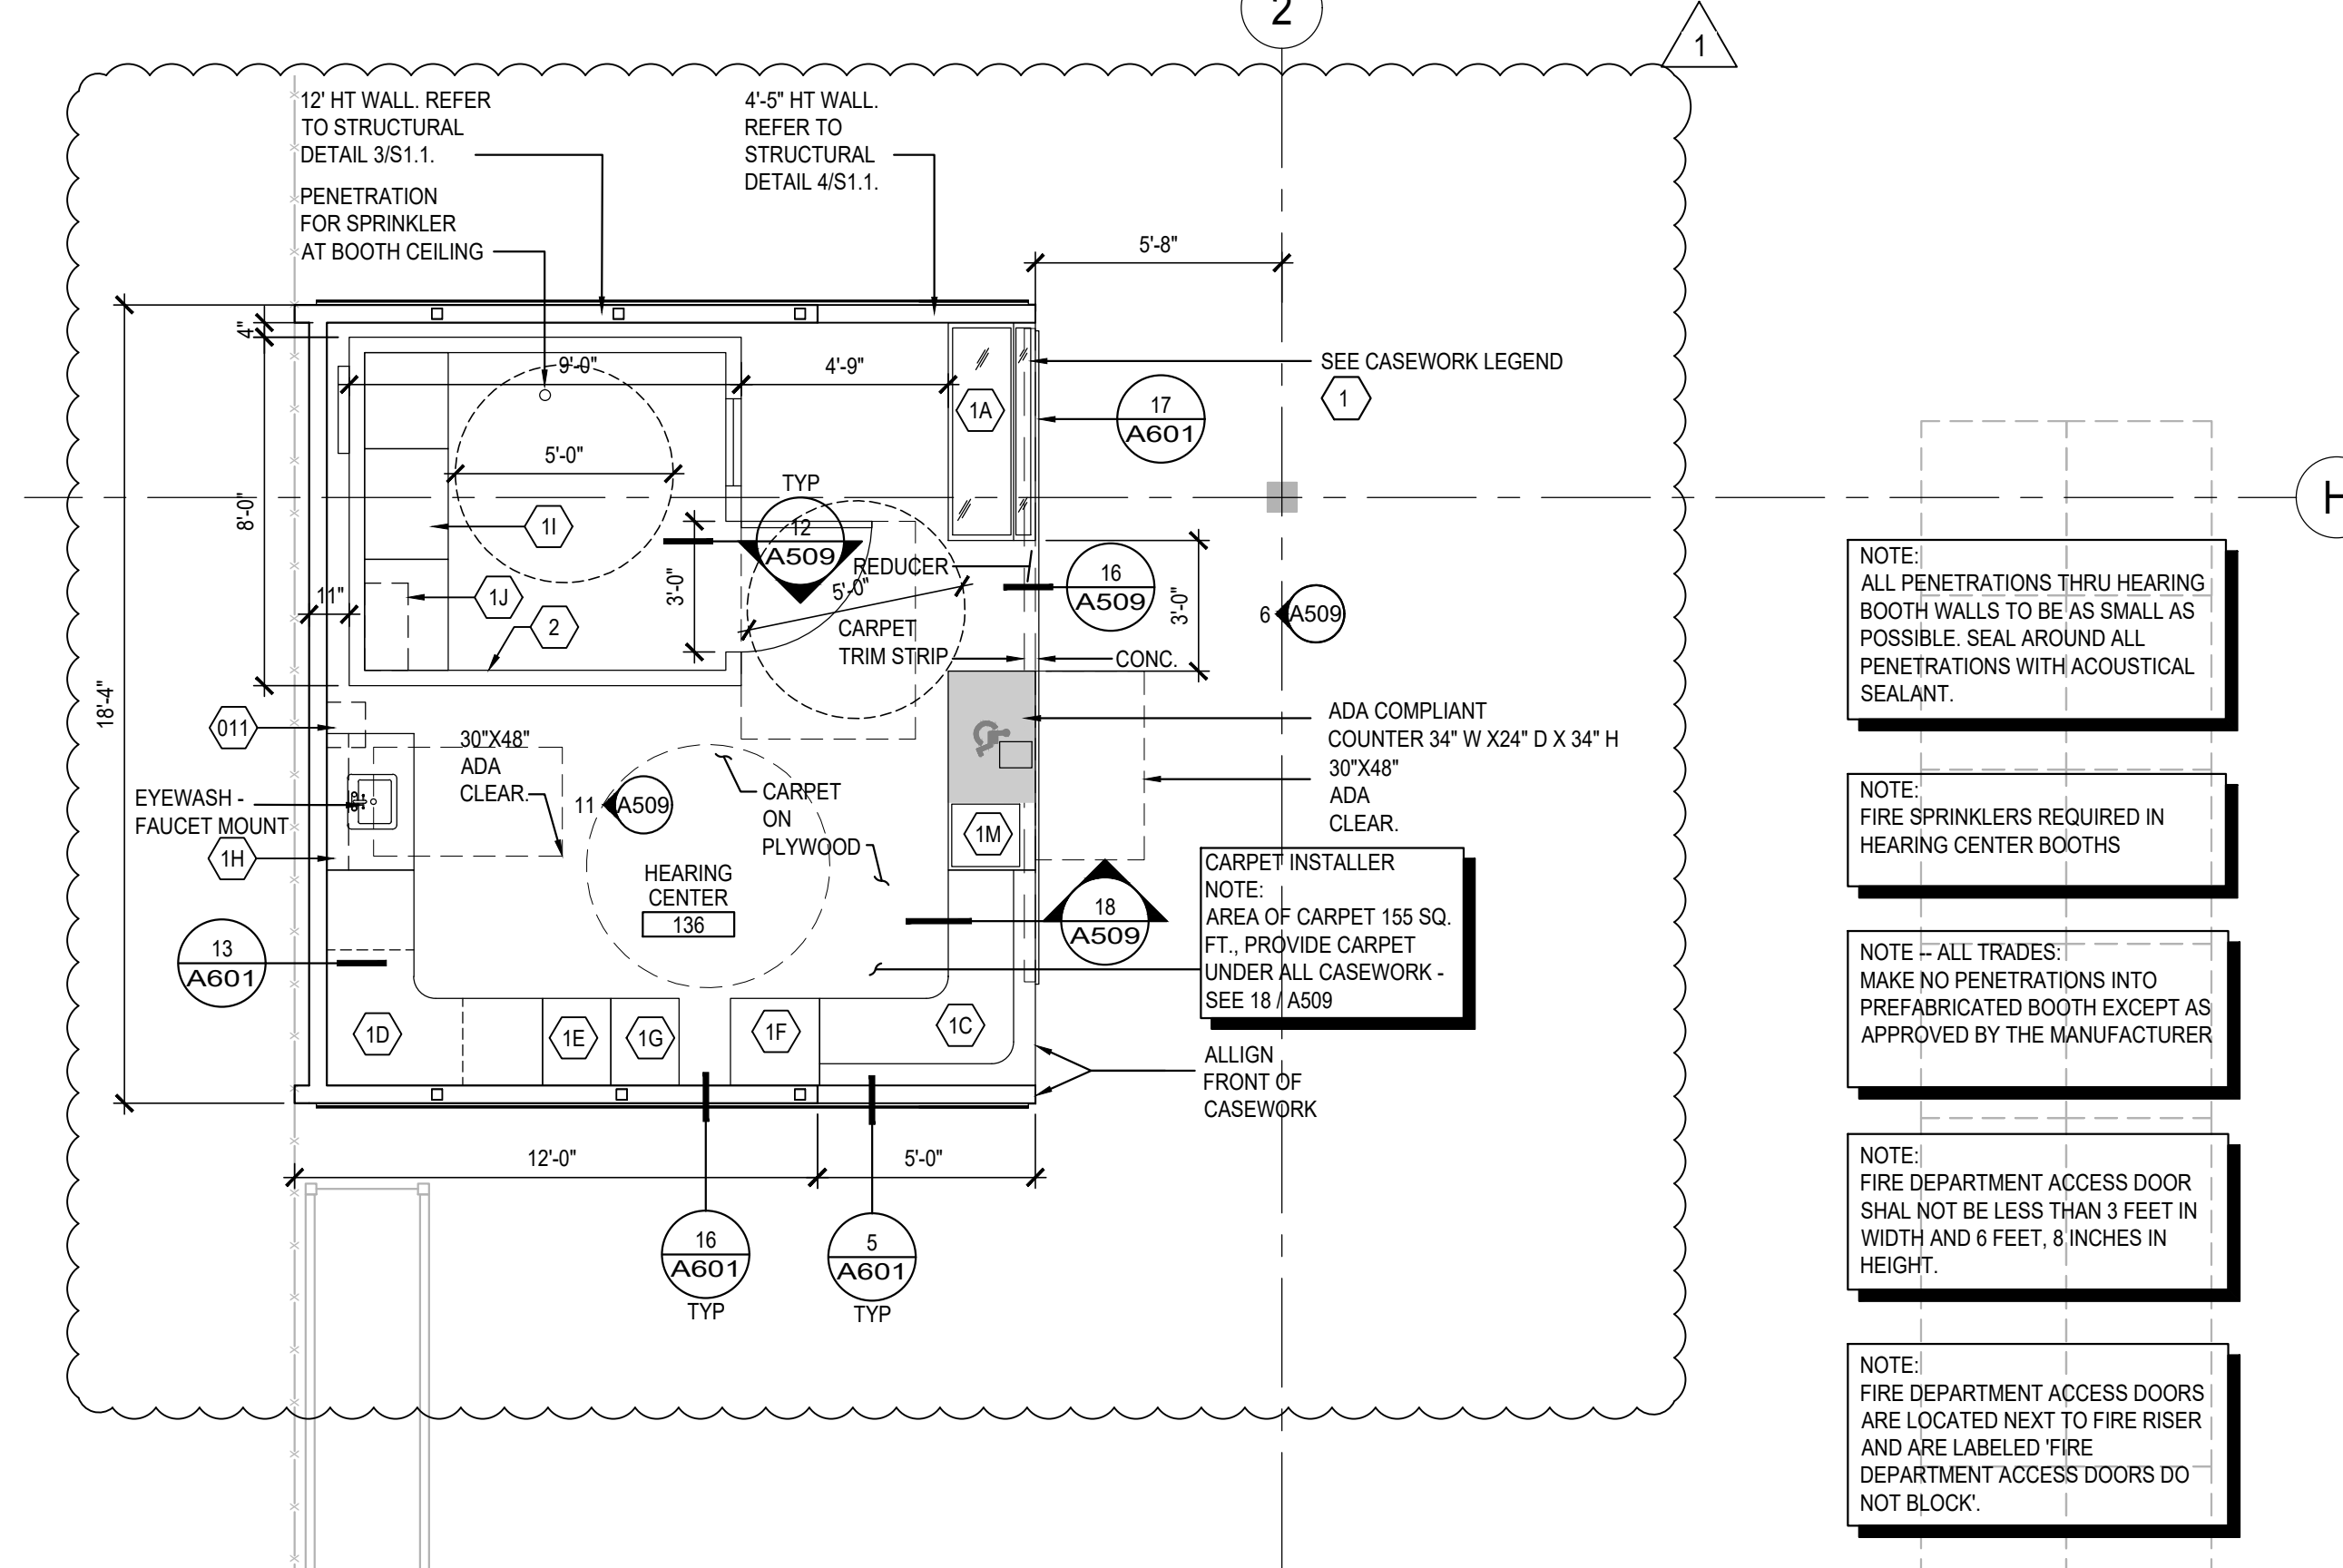 2
1
12' HT WALL. REFER
TO STRUCTURAL
DETAIL 3/S1.1.
PENETRATION
FOR SPRINKLER
AT BOOTH CEILING
4'-5" HT WALL.
REFER TO
STRUCTURAL
DETAIL 4/S1.1.
5'-8"
4"
9'-0"
4'-9"
1A
SEE CASEWORK LEGEND
1
17
A601
5'-0"
8'-0"
1I
TYP
12
A509
REDUCER
5'-0"
3'-0"
16
A509
3'-0"
6
A509
11"
1J
2
CARPET
TRIM STRIP
CONC.
18'-4"
011
30"X48"
ADA
CLEAR.
ADA COMPLIANT
COUNTER 34" W X24" D X 34" H
30"X48"
ADA
CLEAR.
EYEWASH -
FAUCET MOUNT
1H
11
A509
CARPET
ON
PLYWOOD
1M
HEARING
CENTER
136
CARPET INSTALLER
NOTE:
AREA OF CARPET 155 SQ.
FT., PROVIDE CARPET
UNDER ALL CASEWORK -
SEE 18 / A509
18
A509
13
A601
1D
1E
1G
1F
1C
ALLIGN
FRONT OF
CASEWORK
12'-0"
5'-0"
16
A601
TYP
5
A601
TYP
NOTE:
ALL PENETRATIONS THRU HEARING
BOOTH WALLS TO BE AS SMALL AS
POSSIBLE. SEAL AROUND ALL
PENETRATIONS WITH ACOUSTICAL
SEALANT.
NOTE:
FIRE SPRINKLERS REQUIRED IN
HEARING CENTER BOOTHS
NOTE -- ALL TRADES:
MAKE NO PENETRATIONS INTO
PREFABRICATED BOOTH EXCEPT AS
APPROVED BY THE MANUFACTURER
NOTE:
FIRE DEPARTMENT ACCESS DOOR
SHAL NOT BE LESS THAN 3 FEET IN
WIDTH AND 6 FEET, 8 INCHES IN
HEIGHT.
NOTE:
FIRE DEPARTMENT ACCESS DOORS
ARE LOCATED NEXT TO FIRE RISER
AND ARE LABELED 'FIRE
DEPARTMENT ACCESS DOORS DO
NOT BLOCK'.